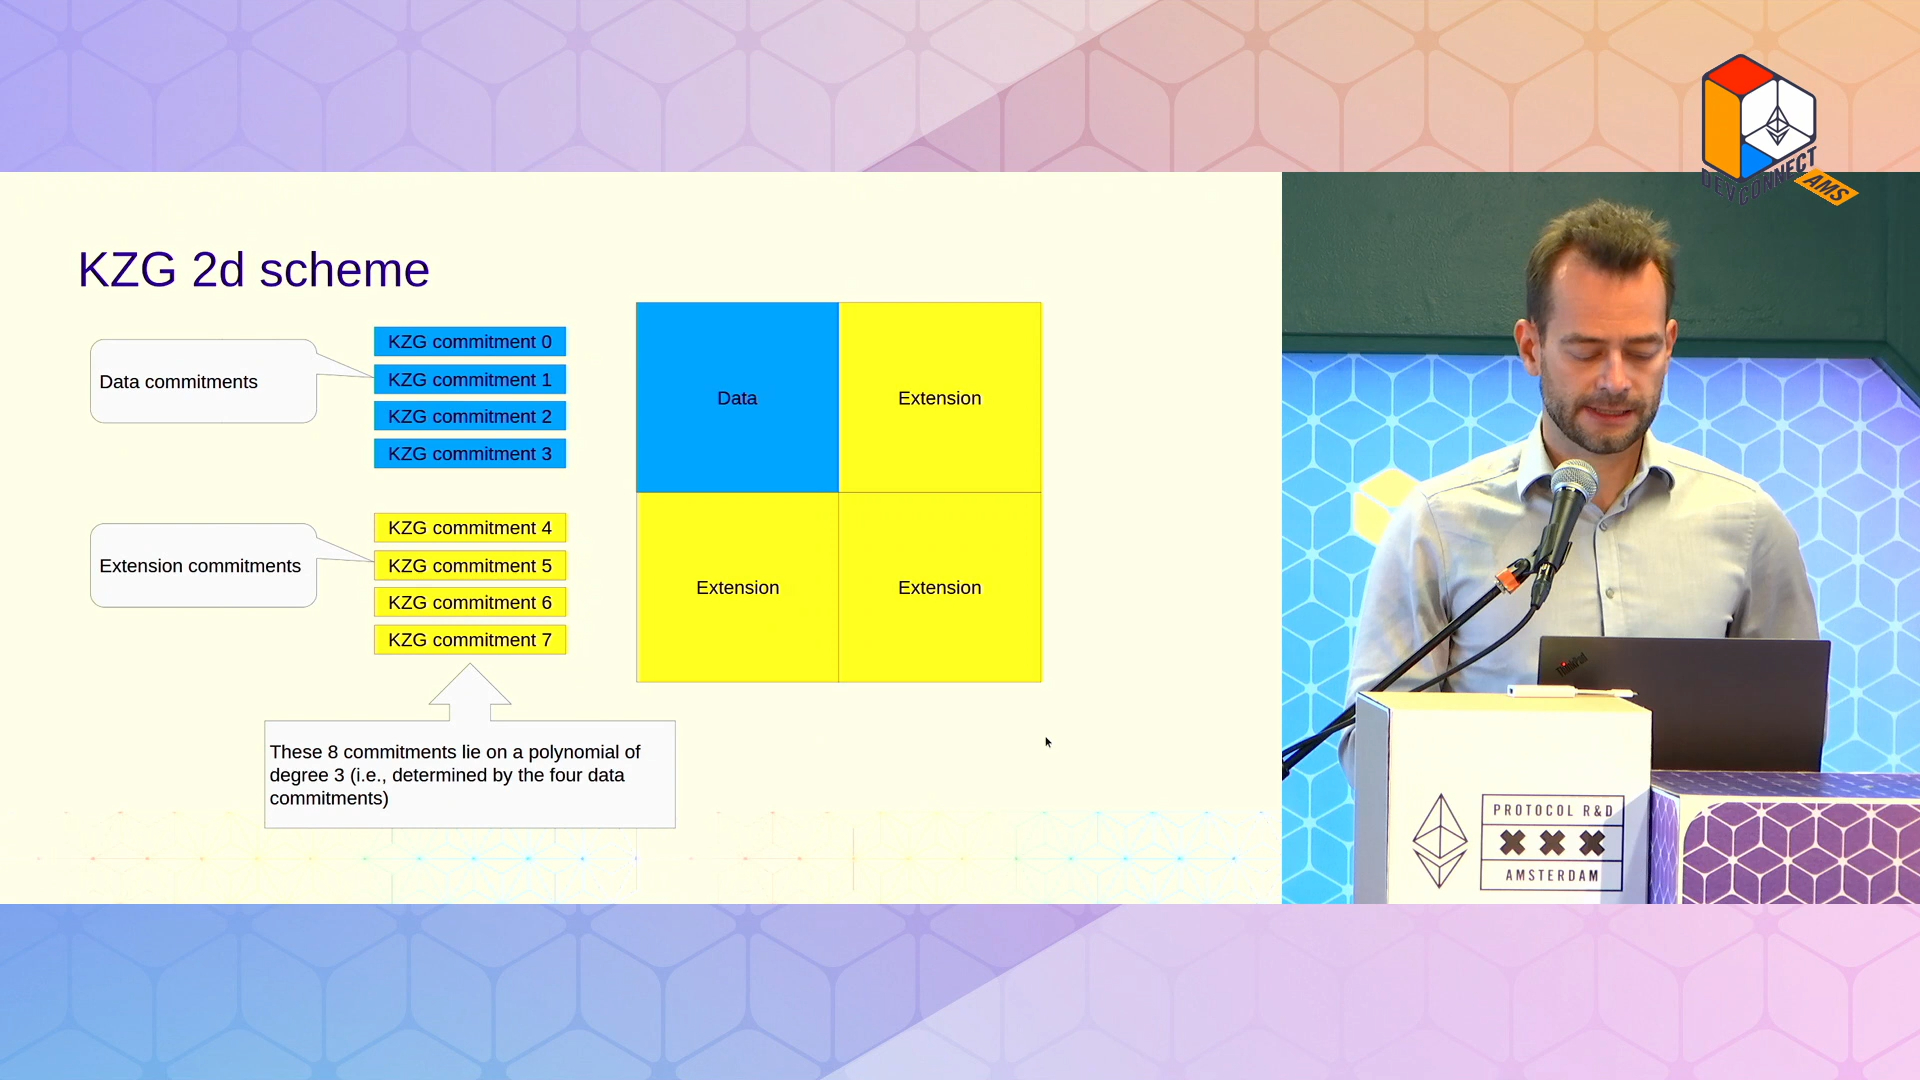 KZG 2d scheme
Data commitments
KZG commitment 0
KZG commitment 1
KZG commitment 2
KZG commitment 3
Extension commitments
KZG commitment 4
KZG commitment 5
KZG commitment 6
KZG commitment 7
These 8 commitments lie on a polynomial of
degree 3 (i.e., determined by the four data
commitments)
Data
Extension
Extension
Extension
DEVCONNECT
AMS
ThinkPad
PROTOCOL R&D
AMSTERDAM